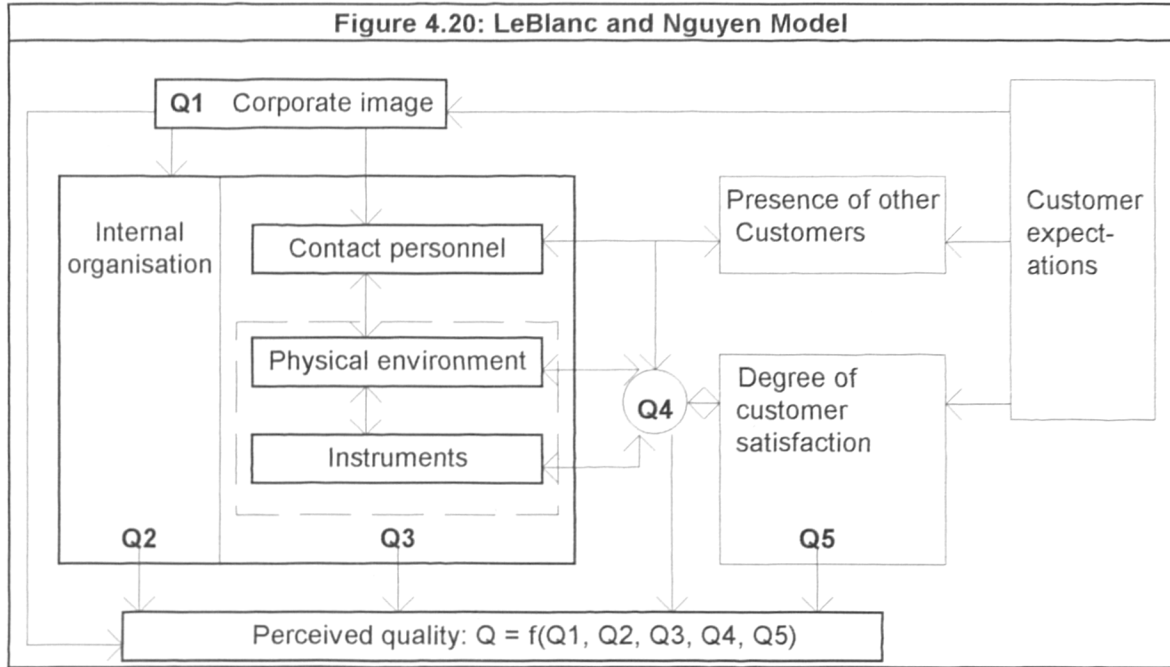 Figure 4.20: LeBlanc and Nguyen Model
Q1 Corporate image
Internal
organisation
Contact personnel
Physical environment
Instruments
Q2
Q3
Presence of other
Customers
Customer
expect-
ations
Q4
Degree of
customer
satisfaction
Q5
Perceived quality: Q = f(Q1, Q2, Q3, Q4, Q5)